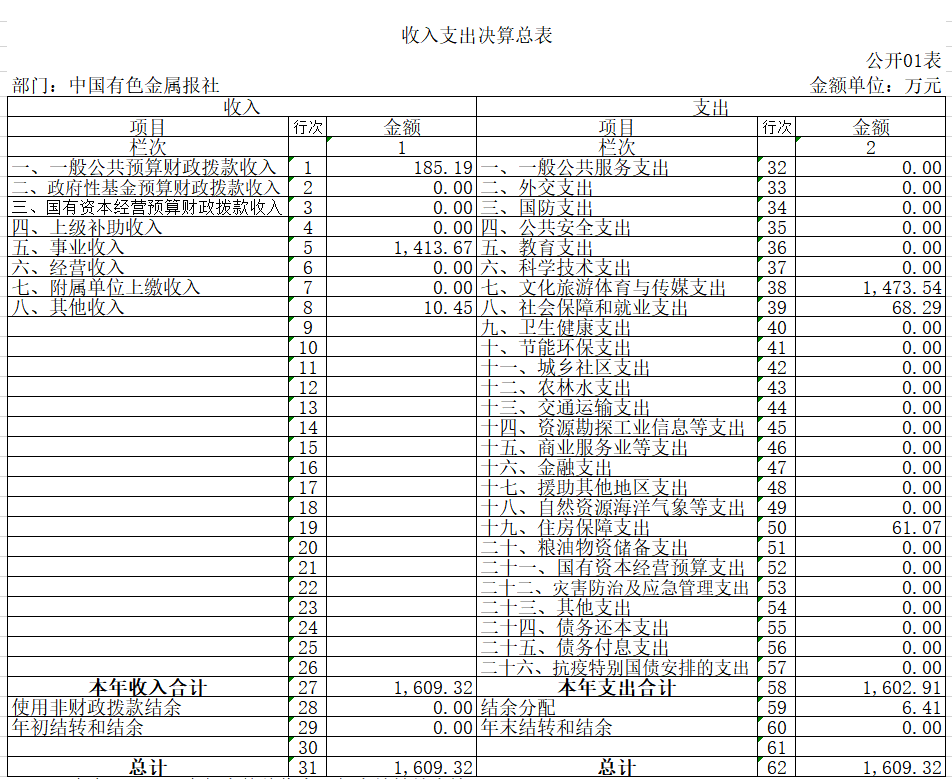 收入支出决算总表
公开01表
部门：中国有色金属报社 金额单位：万元
收入 支出
项目 行次 金额 项目 行次 金额
栏次 1 栏次 2
一、一般公共预算财政拨款收入 1 185.19 一、一般公共服务支出 32 0.00
二、政府性基金预算财政拨款收入 2 0.00 二、外交支出 33 0.00
三、国有资本经营预算财政拨款收入 3 0.00 三、国防支出 34 0.00
四、上级补助收入 4 0.00 四、公共安全支出 35 0.00
五、事业收入 5 1,413.67 五、教育支出 36 0.00
六、经营收入 6 0.00 六、科学技术支出 37 0.00
七、附属单位上缴收入 7 0.00 七、文化旅游体育与传媒支出 38 1,473.54
八、其他收入 8 10.45 八、社会保障和就业支出 39 68.29
9 九、卫生健康支出 40 0.00
10 十、节能环保支出 41 0.00
11 十一、城乡社区支出 42 0.00
12 十二、农林水支出 43 0.00
13 十三、交通运输支出 44 0.00
14 十四、资源勘探工业信息等支出 45 0.00
15 十五、商业服务业等支出 46 0.00
16 十六、金融支出 47 0.00
17 十七、援助其他地区支出 48 0.00
18 十八、自然资源海洋气象等支出 49 0.00
19 十九、住房保障支出 50 61.07
20 二十、粮油物资储备支出 51 0.00
21 二十一、国有资本经营预算支出 52 0.00
22 二十二、灾害防治及应急管理支出 53 0.00
23 二十三、其他支出 54 0.00
24 二十四、债务还本支出 55 0.00
25 二十五、债务付息支出 56 0.00
26 二十六、抗疫特别国债安排的支出 57 0.00
本年收入合计 27 1,609.32 本年支出合计 58 1,602.91
使用非财政拨款结余 28 0.00 结余分配 59 6.41
年初结转和结余 29 0.00 年末结转和结余 60 0.00
30 61
总计 31 1,609.32 总计 62 1,609.32